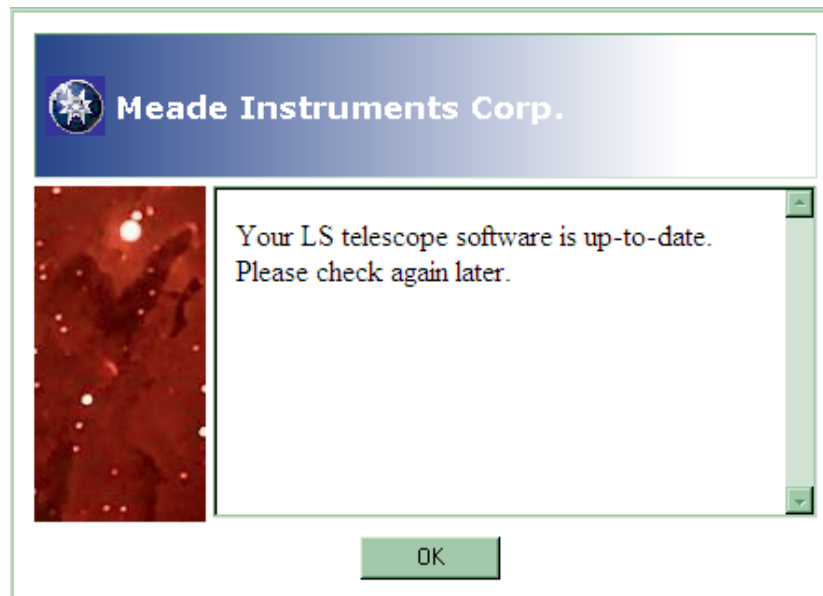 Meade Instruments Corp.
Your LS telescope software is up-to-date.
Please check again later.
OK